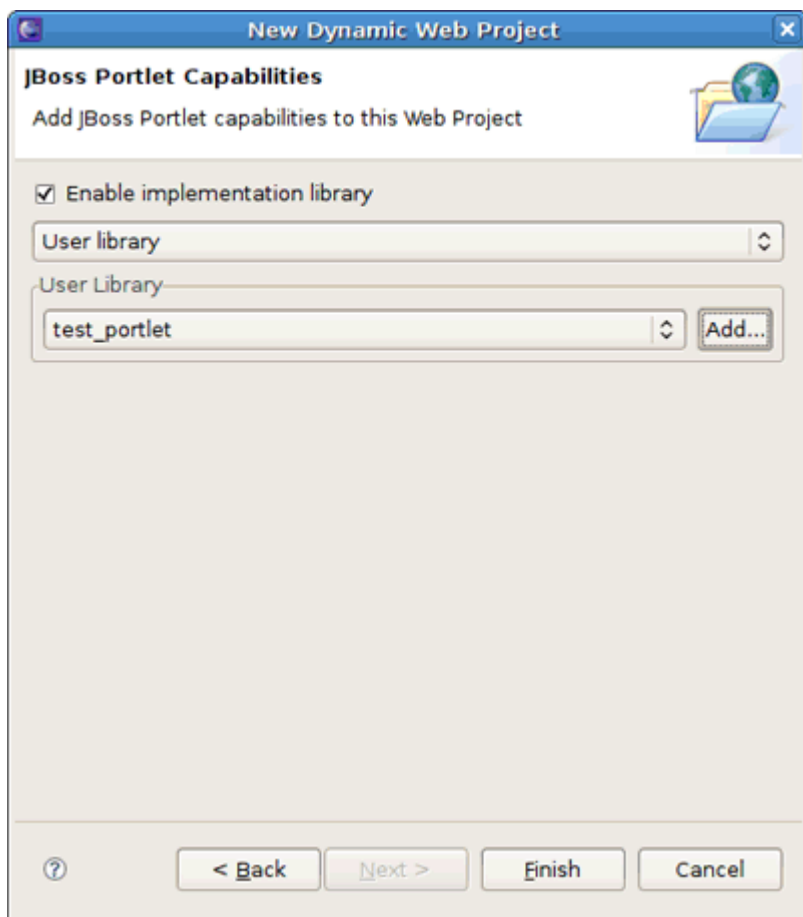 New Dynamic Web Project
JBoss Portlet Capabilities
Add JBoss Portlet capabilities to this Web Project
Enable implementation library
User library
User Library
test_portlet
Add...
?
< Back
Next >
Finish
Cancel